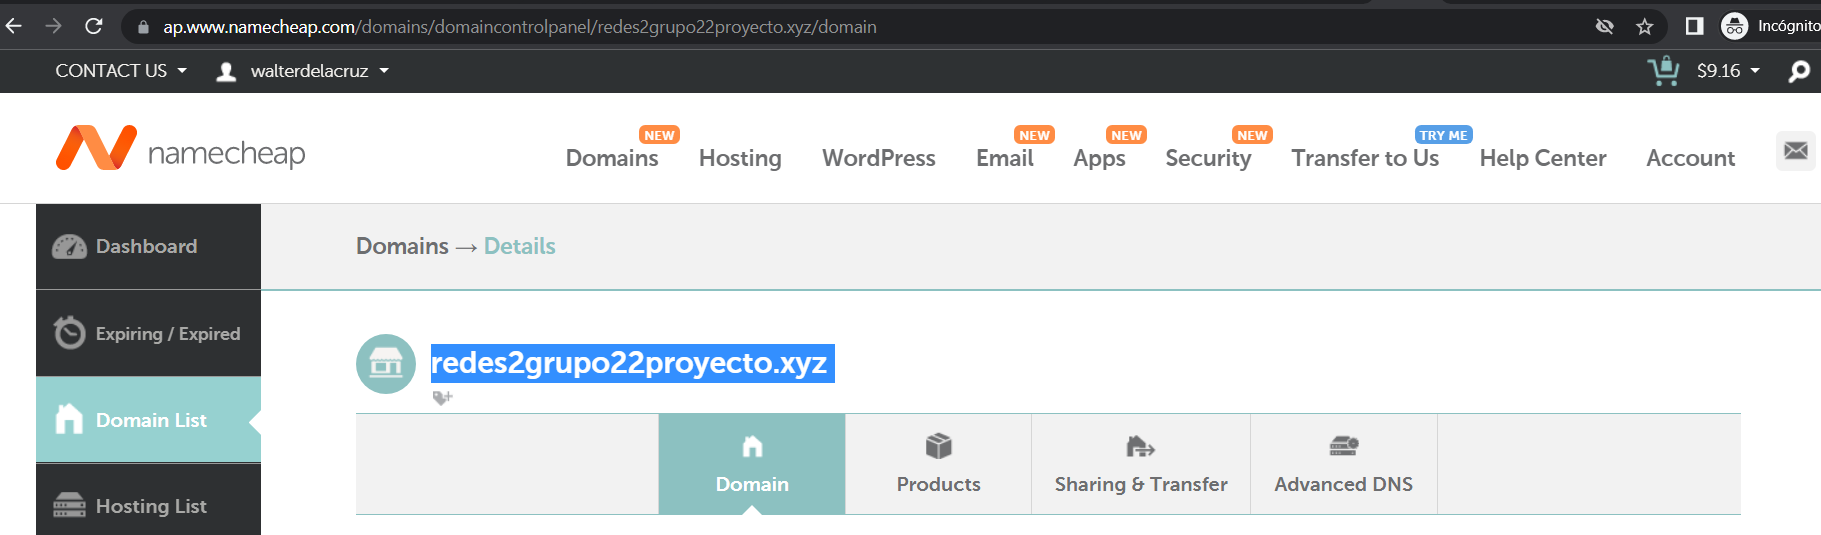 ap.www.namecheap.com/domains/domaincontrolpanel/redes2grupo22proyecto.xyz/domain
Incógnito
CONTACT US
walterdelacruz
$9.16
namecheap
NEW
NEW
NEW
NEW
TRY ME
Domains
Hosting
WordPress
Email
Apps
Security
Transfer to Us
Help Center
Account
Dashboard
Domains → Details
Expiring / Expired
redes2grupo22proyecto.xyz
Domain List
Domain
Products
Sharing & Transfer
Advanced DNS
Hosting List